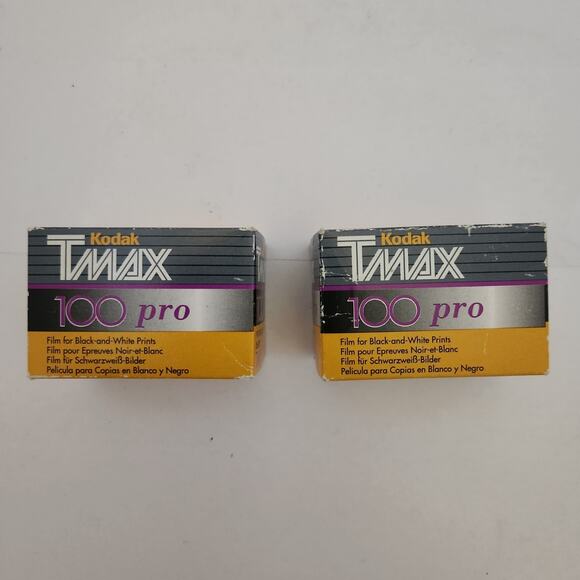 Kodak
TMAX
100 pro
Film for Black-and-White Prints
Film pour Epreuves Noir-et-Blanc
Film für Schwarzweiß-Bilder
Película para Copias en Blanco y Negro
Kodak
TMAX
100 pro
Film for Black-and-White Prints
Film pour Epreuves Noir-et-Blanc
Film für Schwarzweiß-Bilder
Película para Copias en Blanco y Negro